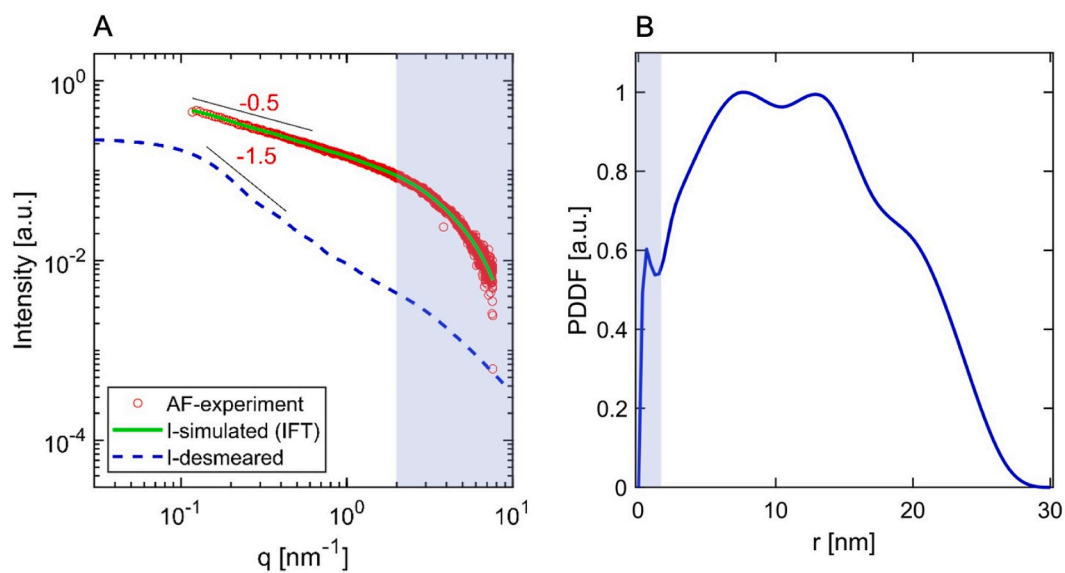 A
B
10^0
10^-2
10^-4
Intensity [a.u.]
-0.5
-1.5
AF-experiment
I-simulated (IFT)
I-desmeared
10^-1
10^0
10^1
q [nm^-1]
1
0.8
0.6
0.4
0.2
0
PDDF [a.u.]
0
10
20
30
r [nm]